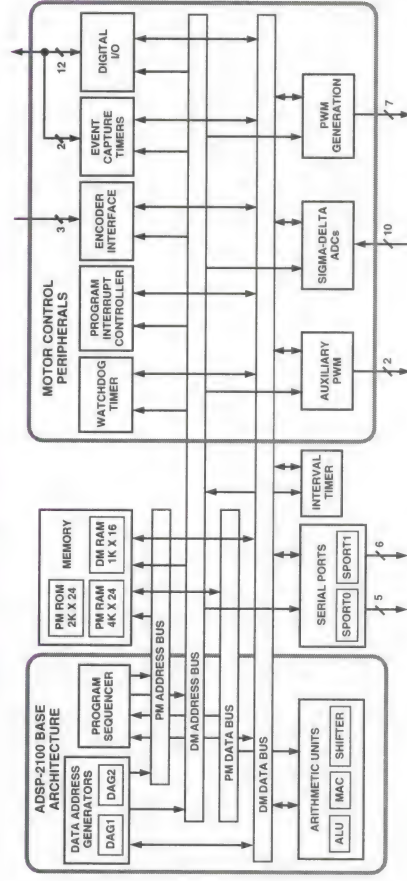 ADSP-2100 BASE
ARCHITECTURE
DATA ADDRESS
GENERATORS
DAG1
DAG2
PROGRAM
SEQUENCER
PM ROM
2K X 24
PM RAM
4K X 24
MEMORY
DM RAM
1K X 16
PM ADDRESS BUS
DM ADDRESS BUS
PM DATA BUS
DM DATA BUS
ARITHMETIC UNITS
ALU
MAC
SHIFTER
SERIAL PORTS
SPORT0
SPORT1
5
6
INTERVAL
TIMER
MOTOR CONTROL
PERIPHERALS
WATCHDOG
TIMER
PROGRAM
INTERRUPT
CONTROLLER
ENCODER
INTERFACE
3
EVENT
CAPTURE
TIMERS
2
DIGITAL
I/O
12
AUXILIARY
PWM
2
SIGMA-DELTA
ADCs
10
PWM
GENERATION
7